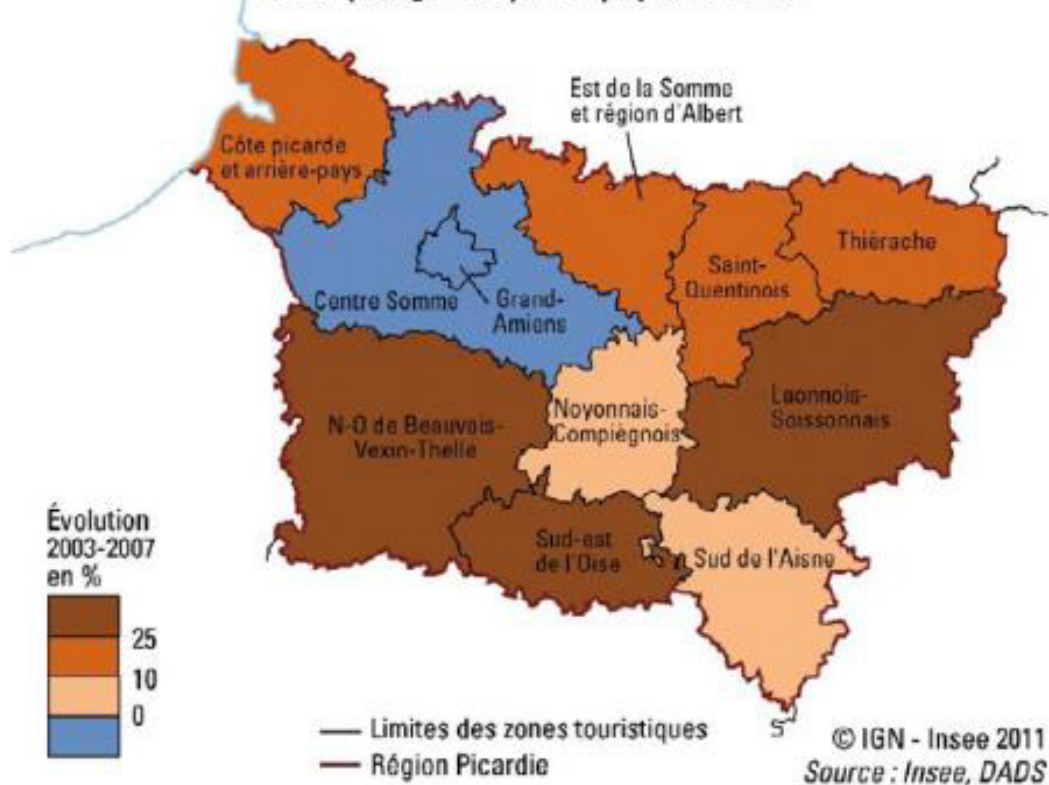 Est de la Somme
et région d'Albert
Côte picarde
et arrière-pays
Thiérache
Saint-
Quentinois
Centre Somme
Grand-
Amiens
Laonnois-
Soissonnais
Noyonnais-
Compiégnois
N-O de Beauvais-
Vexin-Thelle
Sud-est
de l'Oise
Sud de l'Aisne
Évolution
2003-2007
en %
25
10
0
Limites des zones touristiques
Région Picardie
© IGN - Insee 2011
Source : Insee, DADS